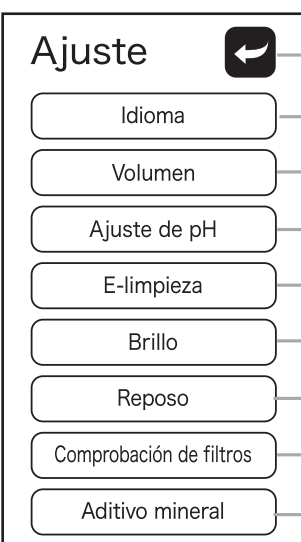 Ajuste
Idioma
Volumen
Ajuste de pH
E-limpieza
Brillo
Reposo
Comprobación de filtros
Aditivo mineral